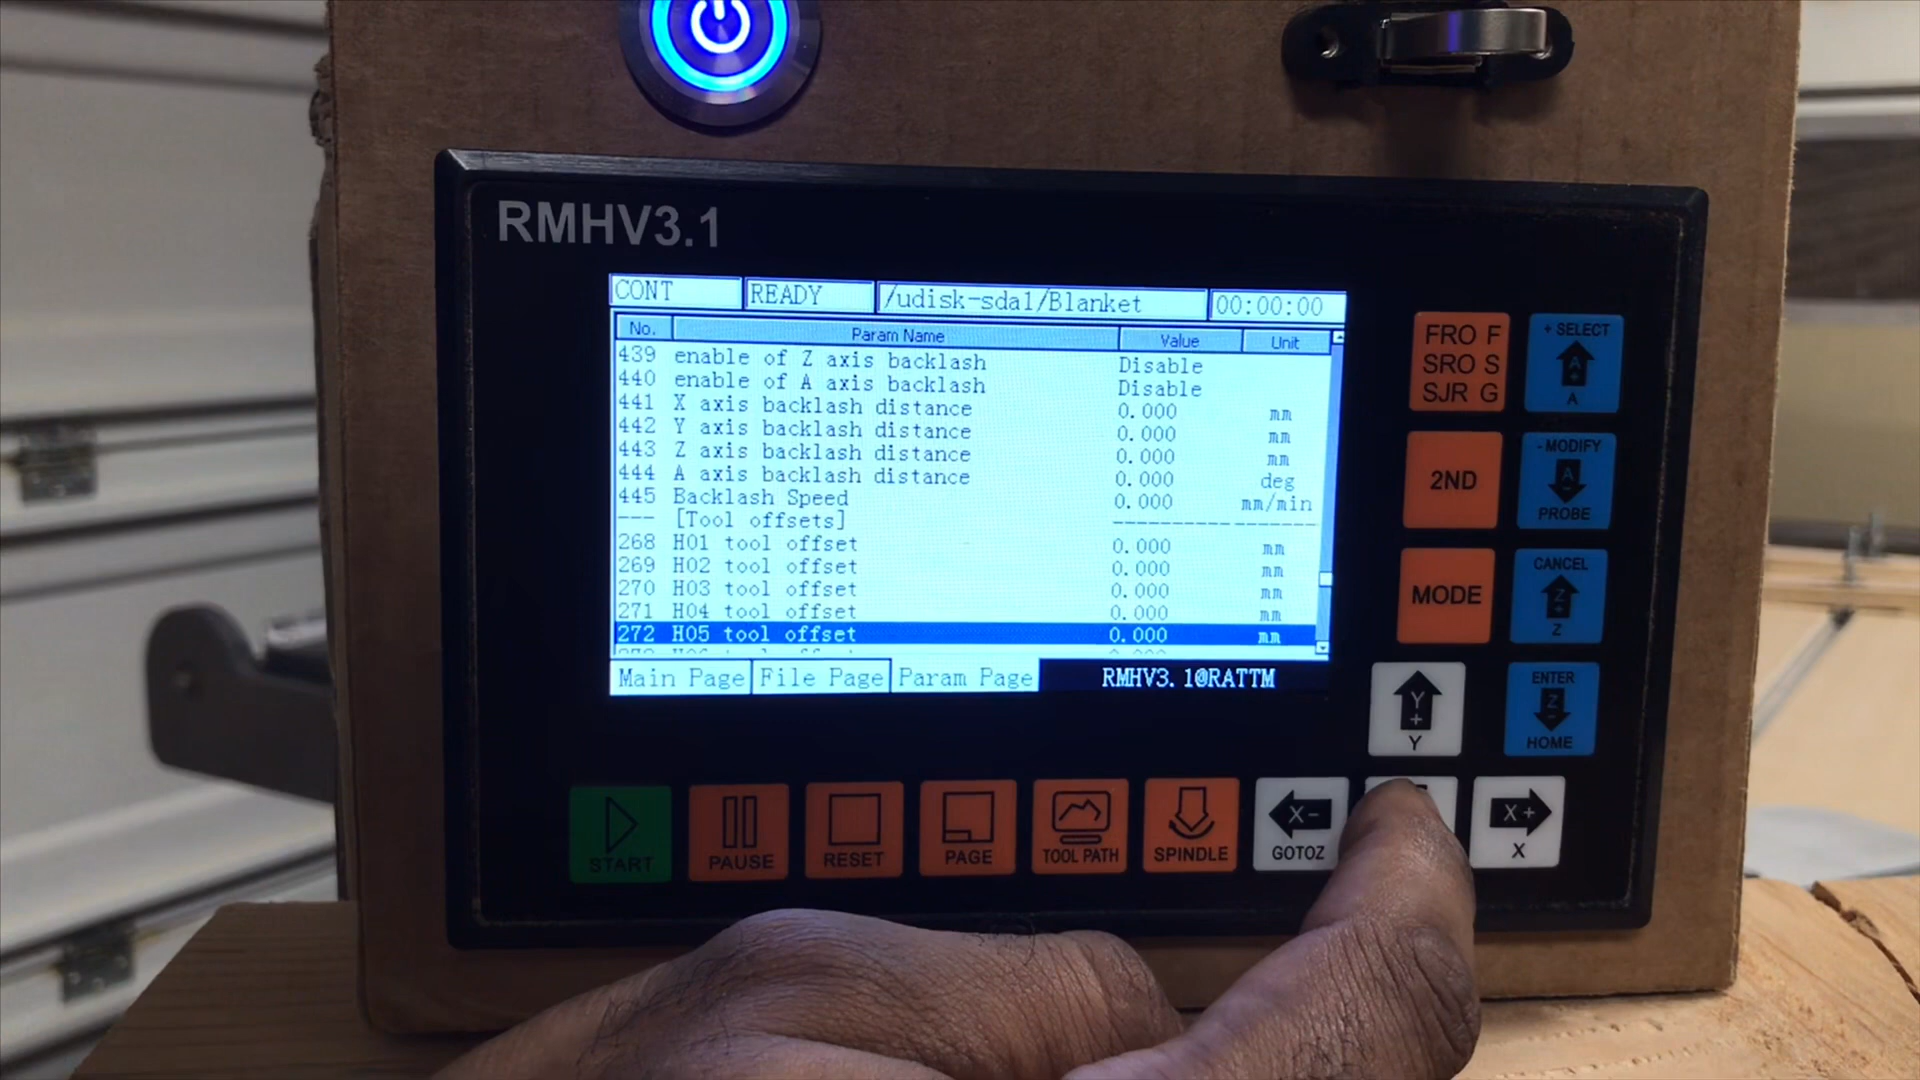 RMHV3.1
CONT READY /udisk-sda1/Blanket 00:00:00
No. Param Name Value Unit
439 enable of Z axis backlash Disable
440 enable of A axis backlash Disable
441 X axis backlash distance 0.000 mm
442 Y axis backlash distance 0.000 mm
443 Z axis backlash distance 0.000 mm
444 A axis backlash distance 0.000 deg
445 Backlash Speed 0.000 mm/min
--- [Tool offsets] ---------- ------
268 H01 tool offset 0.000 mm
269 H02 tool offset 0.000 mm
270 H03 tool offset 0.000 mm
271 H04 tool offset 0.000 mm
272 H05 tool offset 0.000 mm
Main Page File Page Param Page RMHV3.1@RATTM
FRO F
SRO S
SJR G
+ SELECT
A+
A
2ND
- MODIFY
A-
PROBE
MODE
CANCEL
Z+
Z
Y+
Y
ENTER
Z-
HOME
START
PAUSE
RESET
PAGE
TOOL PATH
SPINDLE
X-
GOTOZ
X+
X